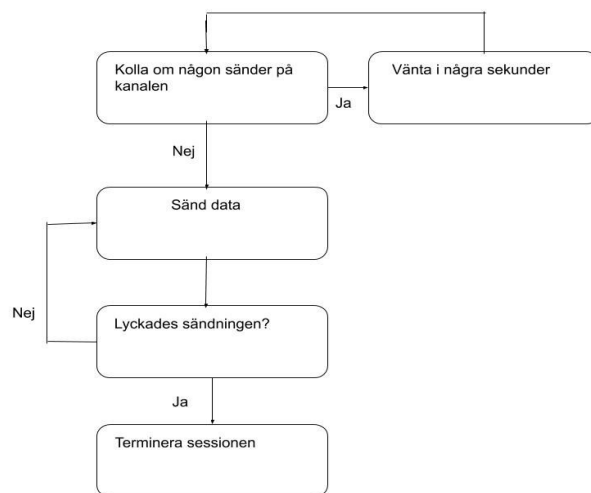 Kolla om någon sänder på
kanalen
Vänta i några sekunder
Ja
Nej
Sänd data
Nej
Lyckades sändningen?
Ja
Terminera sessionen